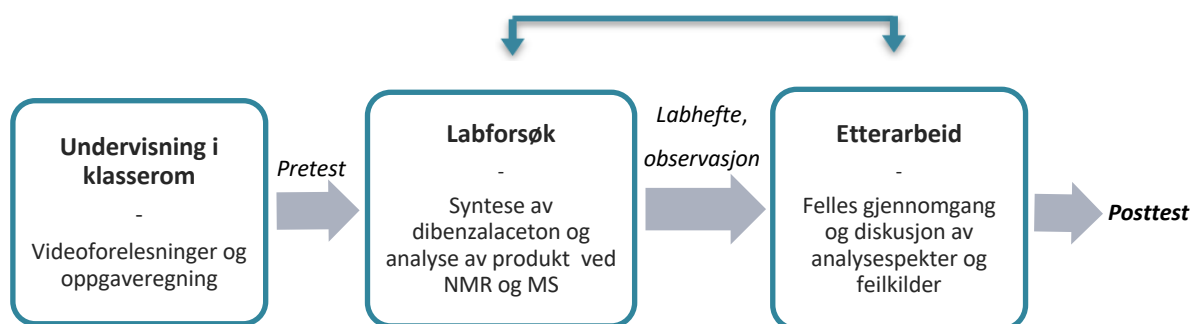 Undervisning i
klasserom
-
Videoforelesninger og
oppgaveregning
Pretest
Labforsøk
-
Syntese av
dibenzalaceton og
analyse av produkt ved
NMR og MS
Labhefte,
observasjon
Etterarbeid
-
Felles gjennomgang
og diskusjon av
analysespekter og
feilkilder
Posttest